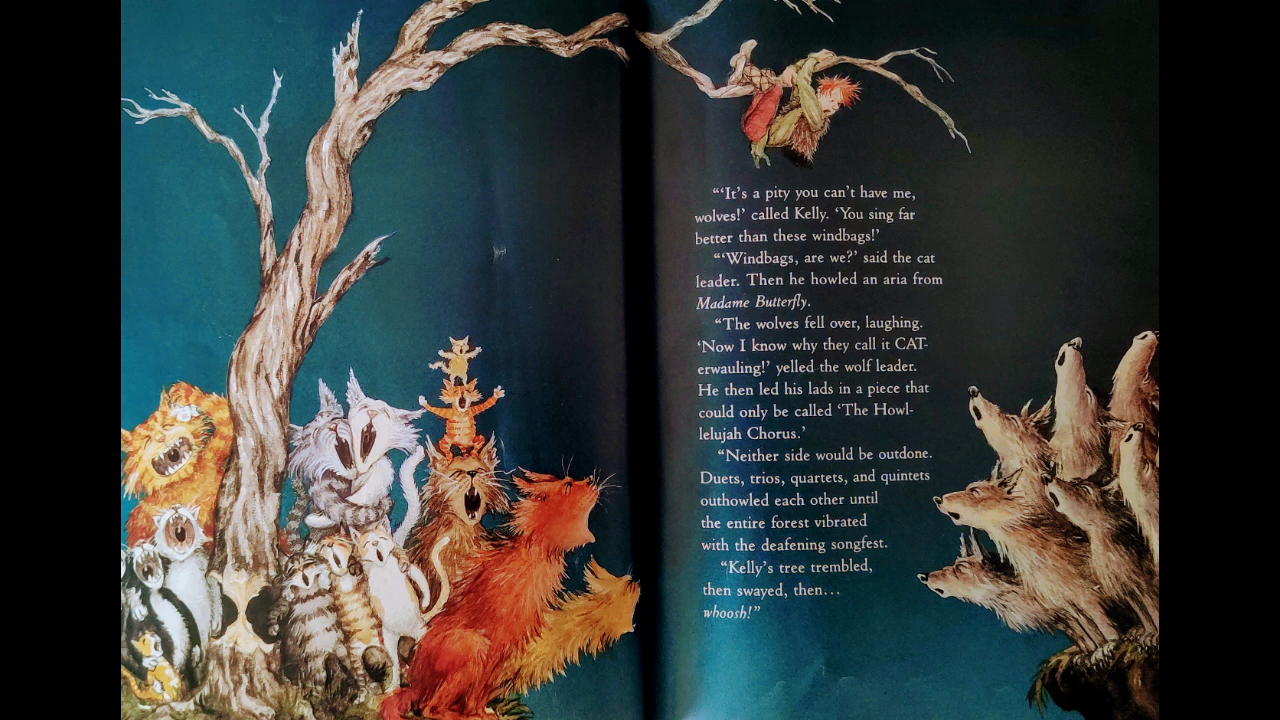 “‘It’s a pity you can’t have me,
wolves!’ called Kelly. ‘You sing far
better than these windbags!’
“‘Windbags, are we?’ said the cat
leader. Then he howled an aria from
Madame Butterfly.
“The wolves fell over, laughing.
‘Now I know why they call it CAT-
erwauling!’ yelled the wolf leader.
He then led his lads in a piece that
could only be called ‘The Howl-
lelujah Chorus.’
“Neither side would be outdone.
Duets, trios, quartets, and quintets
outhowled each other until
the entire forest vibrated
with the deafening songfest.
“Kelly’s tree trembled,
then swayed, then…
whoosh!”